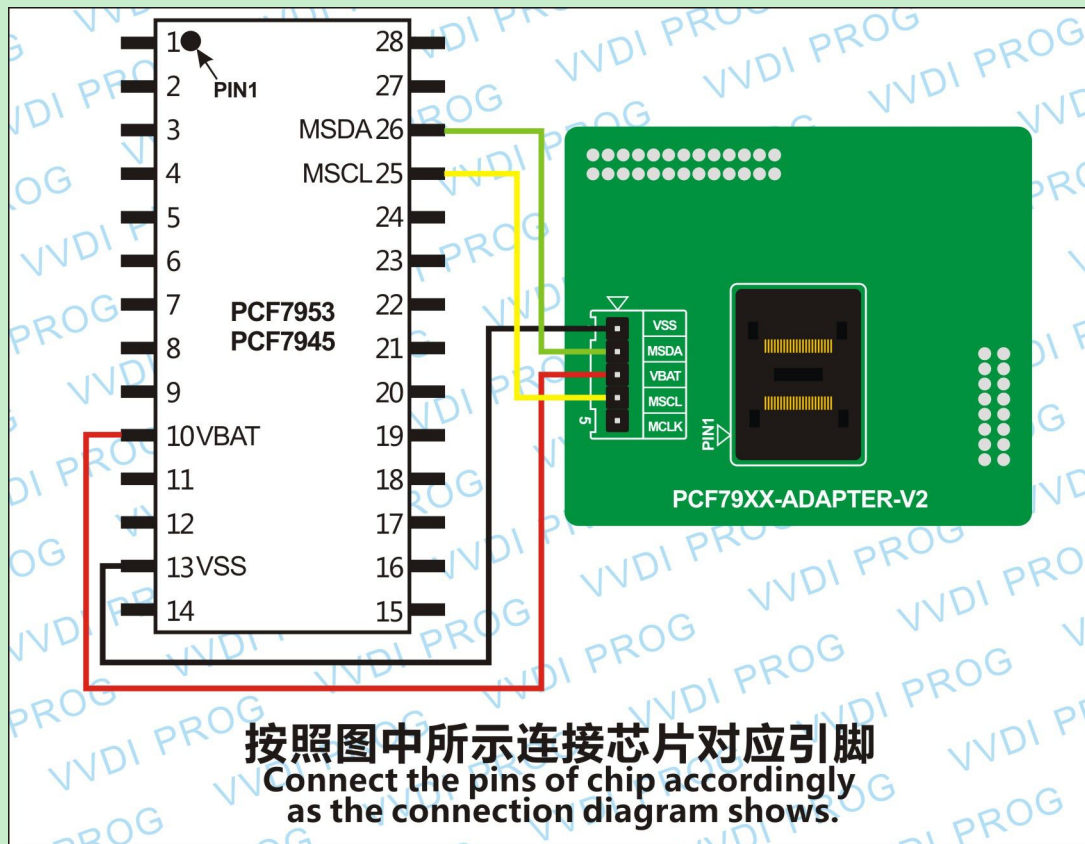 1
PIN1
2
3
4
5
6
7
8
9
10VBAT
11
12
13VSS
14
28
27
MSDA 26
MSCL 25
24
23
22
21
20
19
18
17
16
15
PCF7953
PCF7945
VSS
MSDA
VBAT
MSCL
MCLK
5
PIN1
PCF79XX-ADAPTER-V2
按照图中所示连接芯片对应引脚
Connect the pins of chip accordingly
as the connection diagram shows.
VVDI PROG